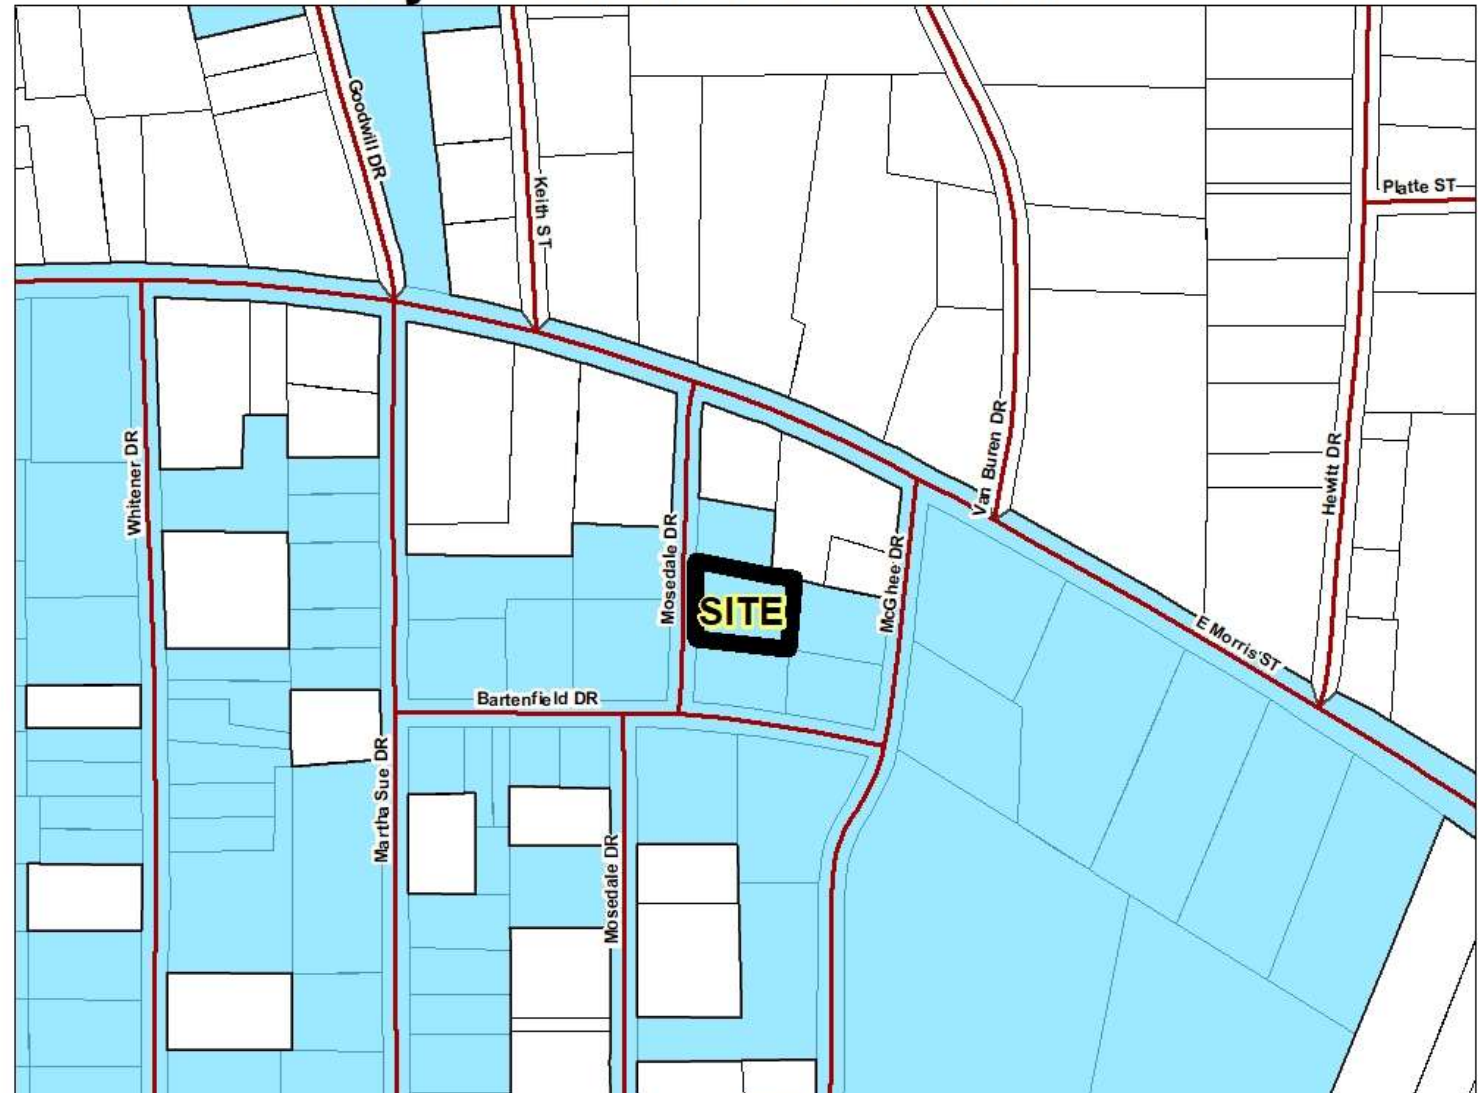 Goodwill DR
Keith ST
Platte ST
Whitener DR
Van Buren DR
Hewitt DR
Mosedale DR
McGhee DR
SITE
E Morris ST
Bartenfield DR
Martha Sue DR
Mosedale DR